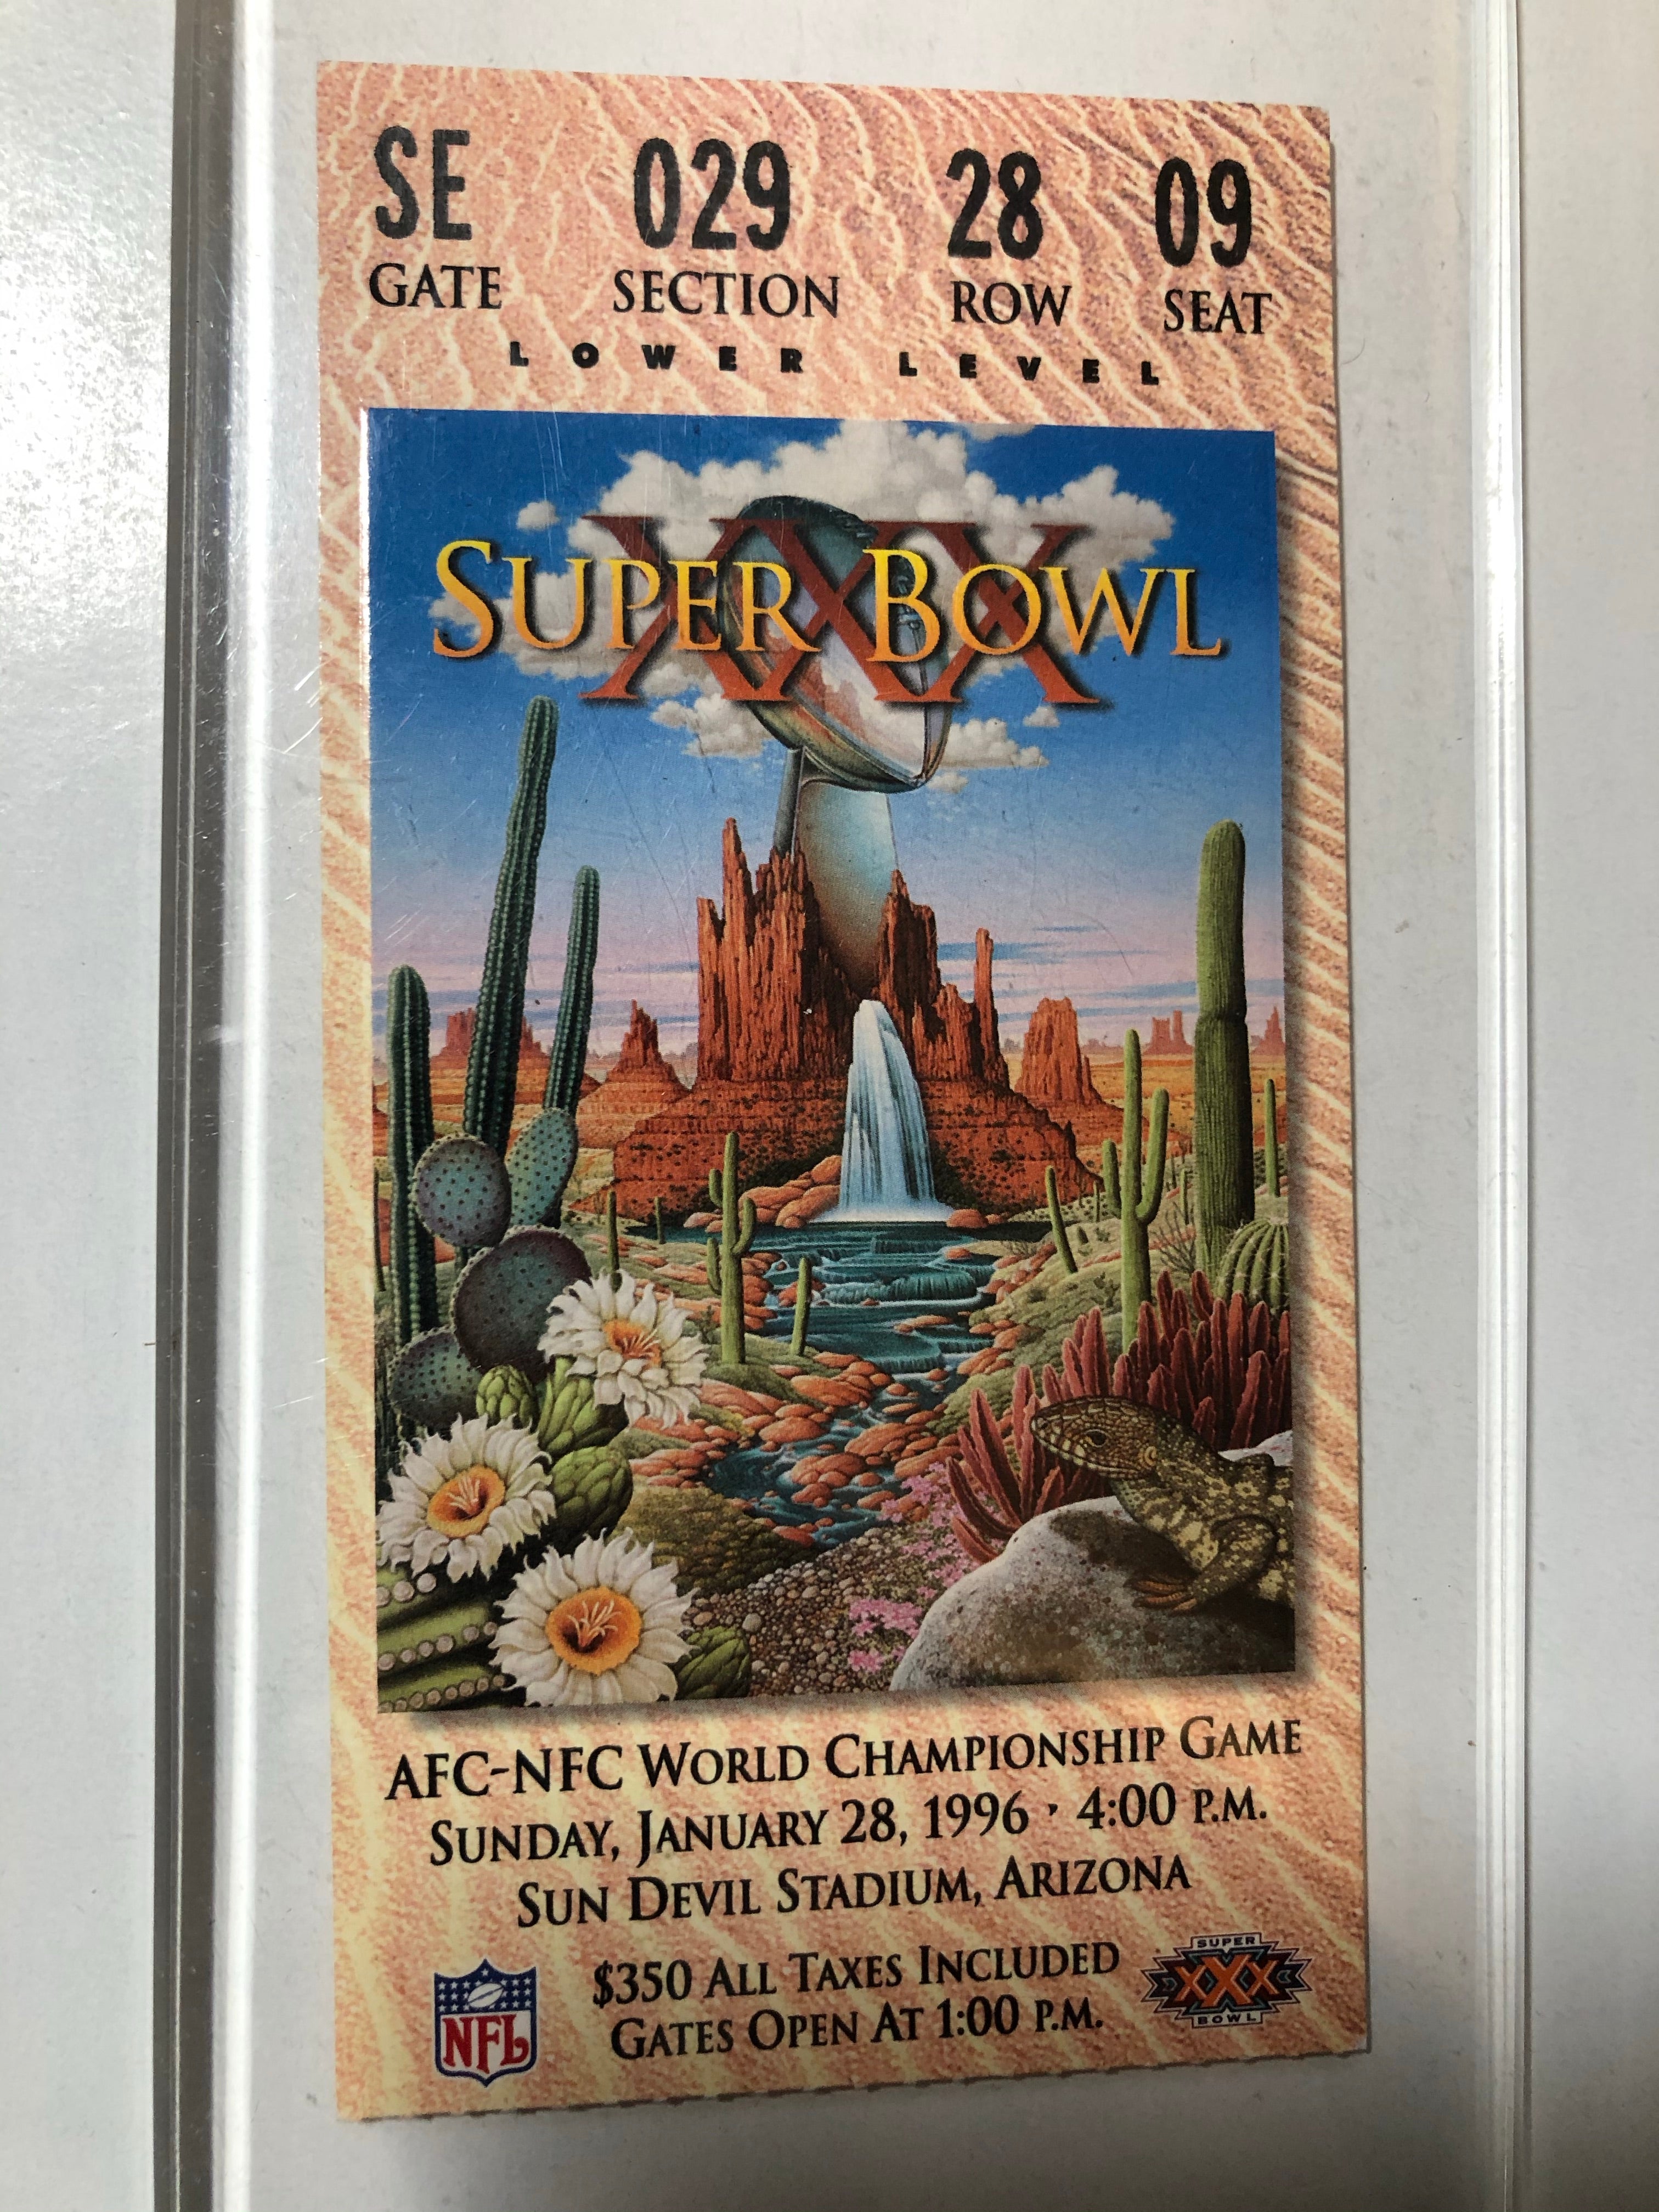 SE 029 28 09
GATE SECTION ROW SEAT
LOWER LEVEL
XXX
SUPER BOWL
AFC-NFC WORLD CHAMPIONSHIP GAME
SUNDAY, JANUARY 28, 1996 · 4:00 P.M.
SUN DEVIL STADIUM, ARIZONA
$350 ALL TAXES INCLUDED
GATES OPEN AT 1:00 P.M.
NFL
SUPER
XXX
BOWL